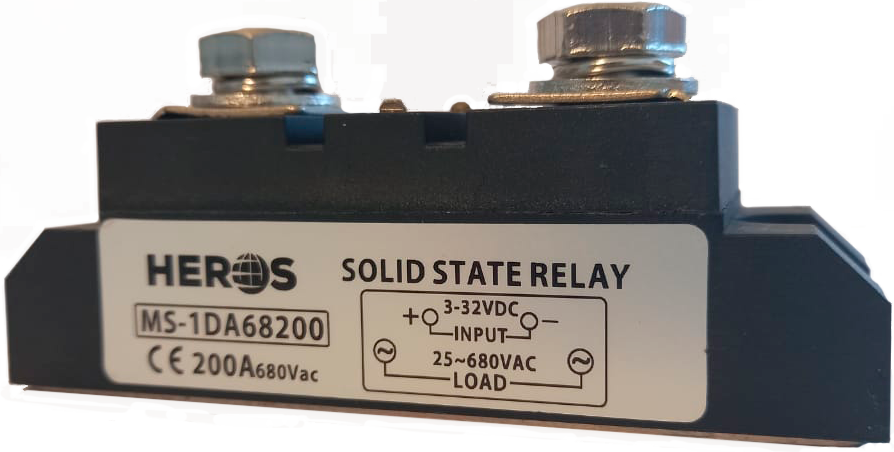 HEROS
SOLID STATE RELAY
MS-1DA68200
CE 200A680Vac
+ 3-32VDC −
INPUT
~ 25~680VAC ~
LOAD